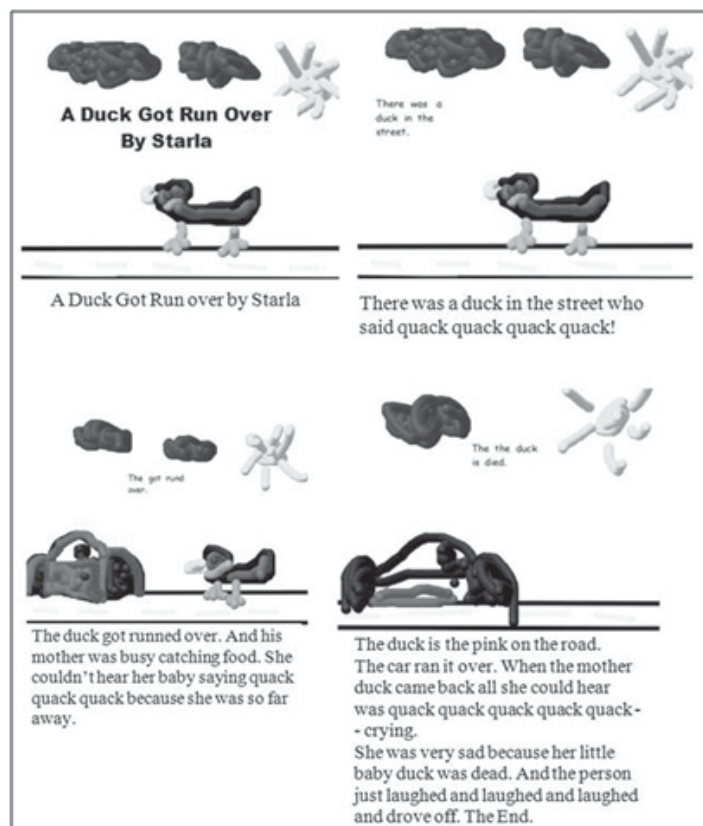 A Duck Got Run Over
By Starla
A Duck Got Run over by Starla
There was a
duck in the
street.
There was a duck in the street who
said quack quack quack quack!
The got rund
over.
The duck got runned over. And his
mother was busy catching food. She
couldn't hear her baby saying quack
quack quack because she was so far
away.
The the duck
is died.
The duck is the pink on the road.
The car ran it over. When the mother
duck came back all she could hear
was quack quack quack quack quack-
- crying.
She was very sad because her little
baby duck was dead. And the person
just laughed and laughed and laughed
and drove off. The End.